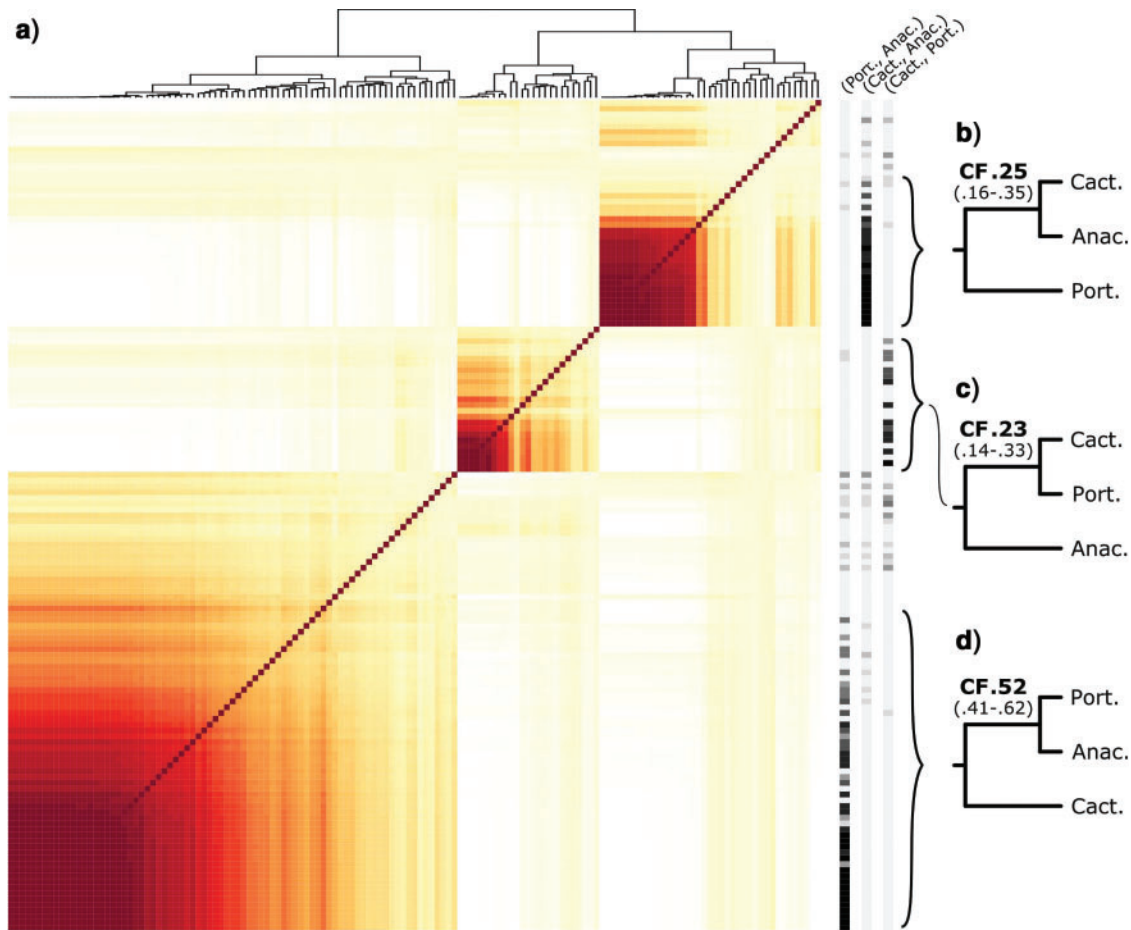 a)
(Port., Anac.)
(Cact., Anac.)
(Cact., Port.)
b)
CF.25
(.16-.35)
Cact.
Anac.
Port.
c)
CF.23
(.14-.33)
Cact.
Port.
Anac.
d)
CF.52
(.41-.62)
Port.
Anac.
Cact.